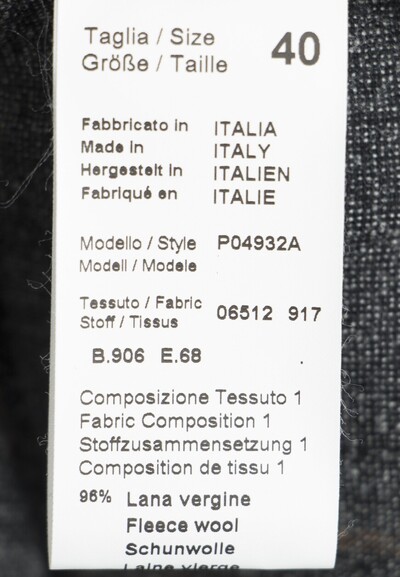 Taglia / Size 40
Größe / Taille
Fabbricato in ITALIA
Made in ITALY
Hergestelt in ITALIEN
Fabriqué en ITALIE
Modello / Style P04932A
Modell / Modele
Tessuto / Fabric 06512 917
Stoff / Tissus
B.906 E.68
Composizione Tessuto 1
Fabric Composition 1
Stoffzusammensetzung 1
Composition de tissu 1
96% Lana vergine
Fleece wool
Schunwolle
Laine vierge